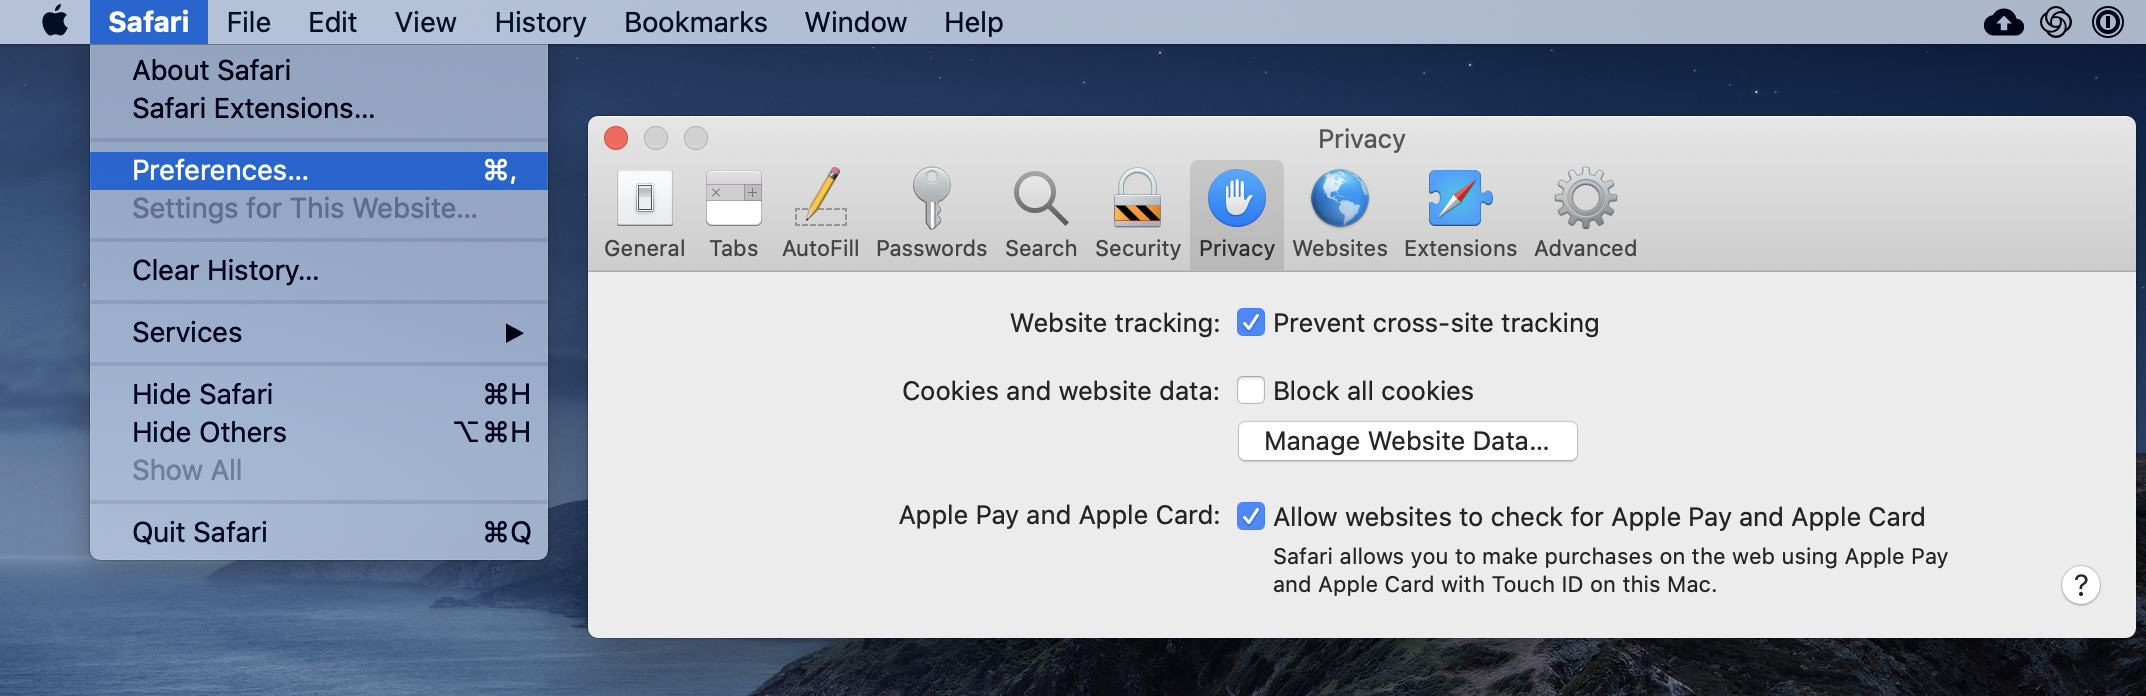 Safari File Edit View History Bookmarks Window Help
About Safari
Safari Extensions...
Preferences... ⌘,
Settings for This Website...
Clear History...
Services ▶
Hide Safari ⌘H
Hide Others ⌥⌘H
Show All
Quit Safari ⌘Q
Privacy
General Tabs AutoFill Passwords Search Security Privacy Websites Extensions Advanced
Website tracking: Prevent cross-site tracking
Cookies and website data: Block all cookies
Manage Website Data...
Apple Pay and Apple Card: Allow websites to check for Apple Pay and Apple Card
Safari allows you to make purchases on the web using Apple Pay
and Apple Card with Touch ID on this Mac.
?